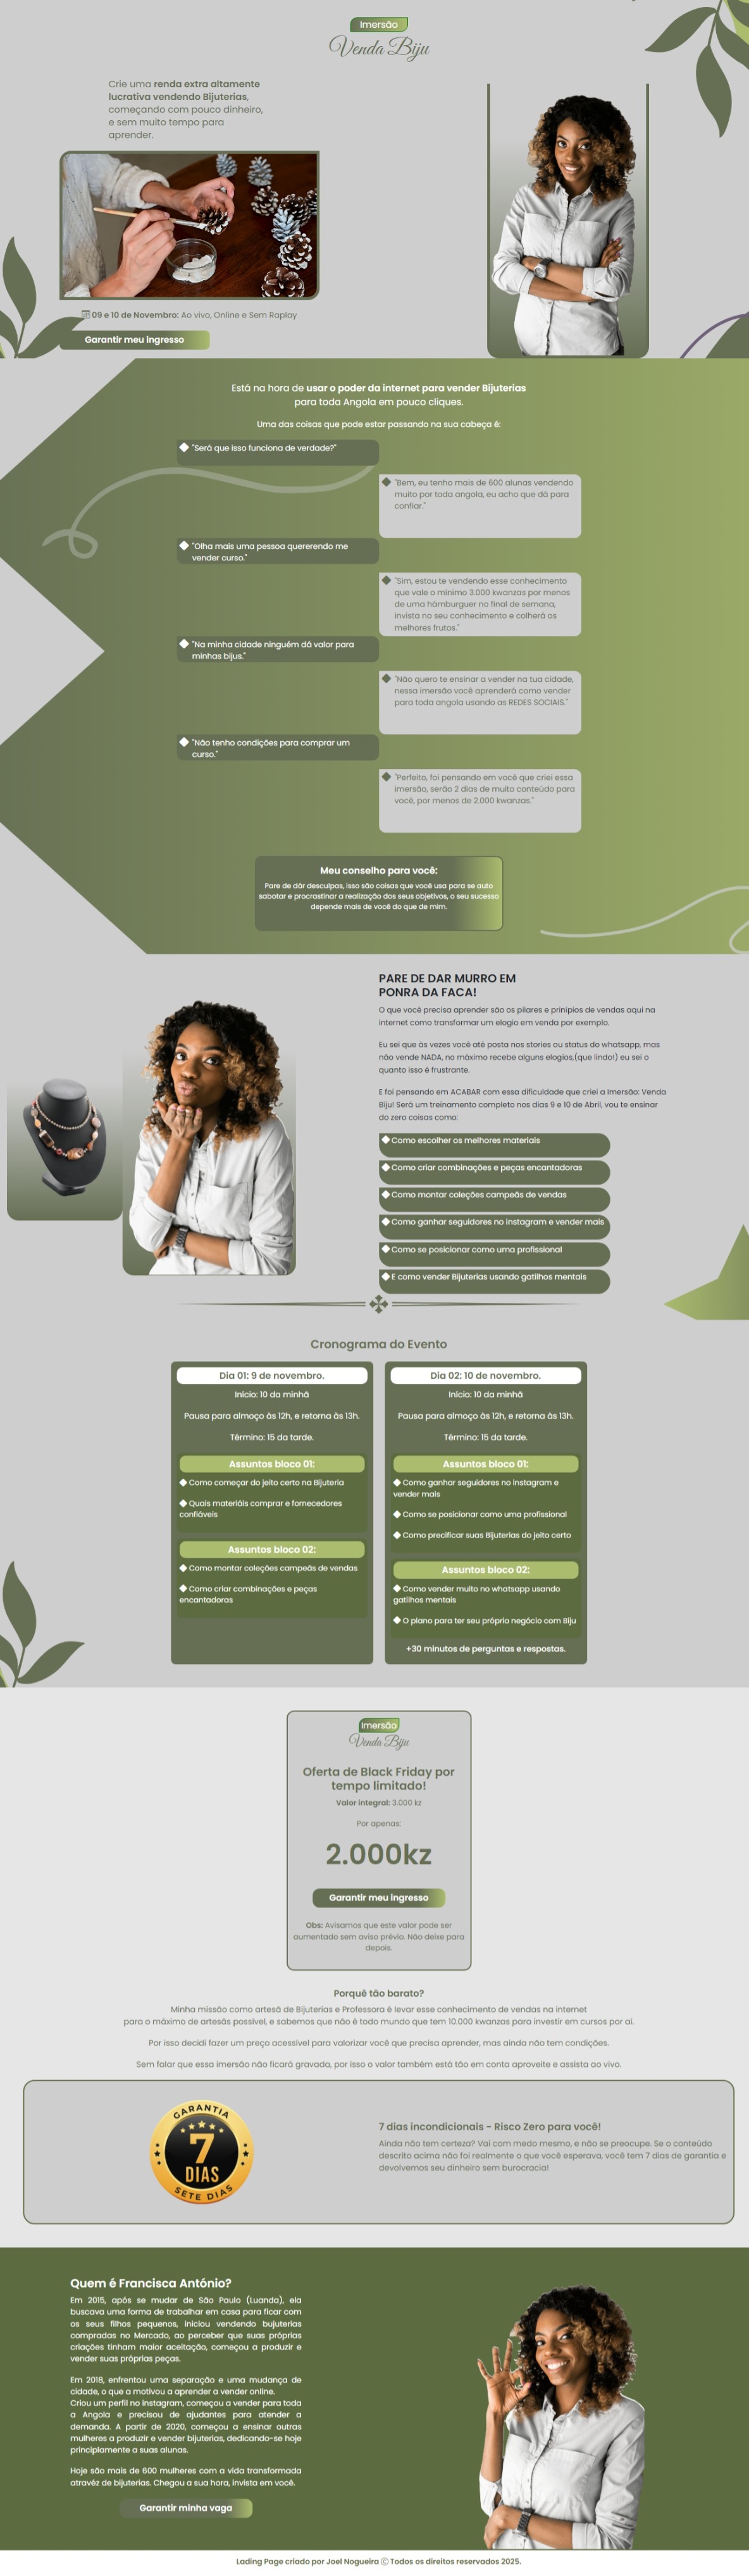 Imersão
Venda Biju
Crie uma renda extra altamente
lucrativa vendendo Bijuterias,
começando com pouco dinheiro,
e sem muito tempo para
aprender.
09 e 10 de Novembro: Ao vivo, Online e Sem Raplay
Garantir meu ingresso
Está na hora de usar o poder da internet para vender Bijuterias
para toda Angola em pouco cliques.
Uma das coisas que pode estar passando na sua cabeça é:
"Será que isso funciona de verdade?"
"Bem, eu tenho mais de 600 alunas vendendo
muito por toda angola, eu acho que dá para
confiar."
"Olha mais uma pessoa quererendo me
vender curso."
"Sim, estou te vendendo esse conhecimento
que vale o mínimo 3.000 kwanzas por menos
de uma hámburguer no final de semana,
invista no seu conhecimento e colherá os
melhores frutos."
"Na minha cidade ninguém dá valor para
minhas bijus."
"Não quero te ensinar a vender na tua cidade,
nessa imersão você aprenderá como vender
para toda angola usando as REDES SOCIAIS."
"Não tenho condições para comprar um
curso."
"Perfeito, foi pensando em você que criei essa
imersão, serão 2 dias de muito conteúdo para
você, por menos de 2.000 kwanzas."
Meu conselho para você:
Pare de dár desculpas, isso são coisas que você usa para se auto
sabotar e procrastinar a realização dos seus objetivos, o seu sucesso
depende mais de você do que de mim.
PARE DE DAR MURRO EM
PONRA DA FACA!
O que você precisa aprender são os pilares e prinípios de vendas aqui na
internet como transformar um elogio em venda por exemplo.
Eu sei que às vezes você até posta nos stories ou status do whatsapp, mas
não vende NADA, no máximo recebe alguns elogios,(que lindo!) eu sei o
quanto isso é frustrante.
E foi pensando em ACABAR com essa dificuldade que criei a Imersão: Venda
Biju! Será um treinamento completo nos dias 9 e 10 de Abril, vou te ensinar
do zero coisas como:
Como escolher os melhores materiais
Como criar combinações e peças encantadoras
Como montar coleções campeãs de vendas
Como ganhar seguidores no instagram e vender mais
Como se posicionar como uma profissional
E como vender Bijuterias usando gatilhos mentais
Cronograma do Evento
Dia 01: 9 de novembro.
Início: 10 da minhã
Pausa para almoço às 12h, e retorna às 13h.
Término: 15 da tarde.
Assuntos bloco 01:
Como começar do jeito certo na Bijuteria
Quais materiáis comprar e fornecedores
confiáveis
Assuntos bloco 02:
Como montar coleções campeãs de vendas
Como criar combinações e peças
encantadoras
Dia 02: 10 de novembro.
Início: 10 da minhã
Pausa para almoço às 12h, e retorna às 13h.
Término: 15 da tarde.
Assuntos bloco 01:
Como ganhar seguidores no instagram e
vender mais
Como se posicionar como uma profissional
Como precificar suas Bijuterias do jeito certo
Assuntos bloco 02:
Como vender muito no whatsapp usando
gatilhos mentais
O plano para ter seu próprio negócio com Biju
+30 minutos de perguntas e respostas.
Imersão
Venda Biju
Oferta de Black Friday por
tempo limitado!
Valor integral: 3.000 kz
Por apenas:
2.000kz
Garantir meu ingresso
Obs: Avisamos que este valor pode ser
aumentado sem aviso prévio. Não deixe para
depois.
Porquê tão barato?
Minha missão como artesã de Bijuterias e Professora é levar esse conhecimento de vendas na internet
para o máximo de artesãs possível, e sabemos que não é todo mundo que tem 10.000 kwanzas para investir em cursos por aí.
Por isso decidi fazer um preço acessível para valorizar você que precisa aprender, mas ainda não tem condições.
Sem falar que essa imersão não ficará gravada, por isso o valor também está tão em conta aproveite e assista ao vivo.
GARANTIA
7
DIAS
SETE DIAS
7 dias incondicionais - Risco Zero para você!
Ainda não tem certeza? Vai com medo mesmo, e não se preocupe. Se o conteúdo
descrito acima não foi realmente o que você esperava, você tem 7 dias de garantia e
devolvemos seu dinheiro sem burocracia!
Quem é Francisca António?
Em 2015, após se mudar de São Paulo (Luanda), ela
buscava uma forma de trabalhar em casa para ficar com
os seus filhos pequenos, iniciou vendendo bujuterias
compradas no Mercado, ao perceber que suas próprias
criações tinham maior aceitação, começou a produzir e
vender suas próprias peças.
Em 2018, enfrentou uma separação e uma mudança de
cidade, o que a motivou a aprender a vender online.
Criou um perfil no instagram, começou a vender para toda
a Angola e precisou de ajudantes para atender a
demanda. A partir de 2020, começou a ensinar outras
mulheres a produzir e vender bijuterias, dedicando-se hoje
principlamente a suas alunas.
Hoje são mais de 600 mulheres com a vida transformada
atravéz de bijuterias. Chegou a sua hora, invista em você.
Garantir minha vaga
Lading Page criado por Joel Nogueira Ⓒ Todos os direitos reservados 2025.